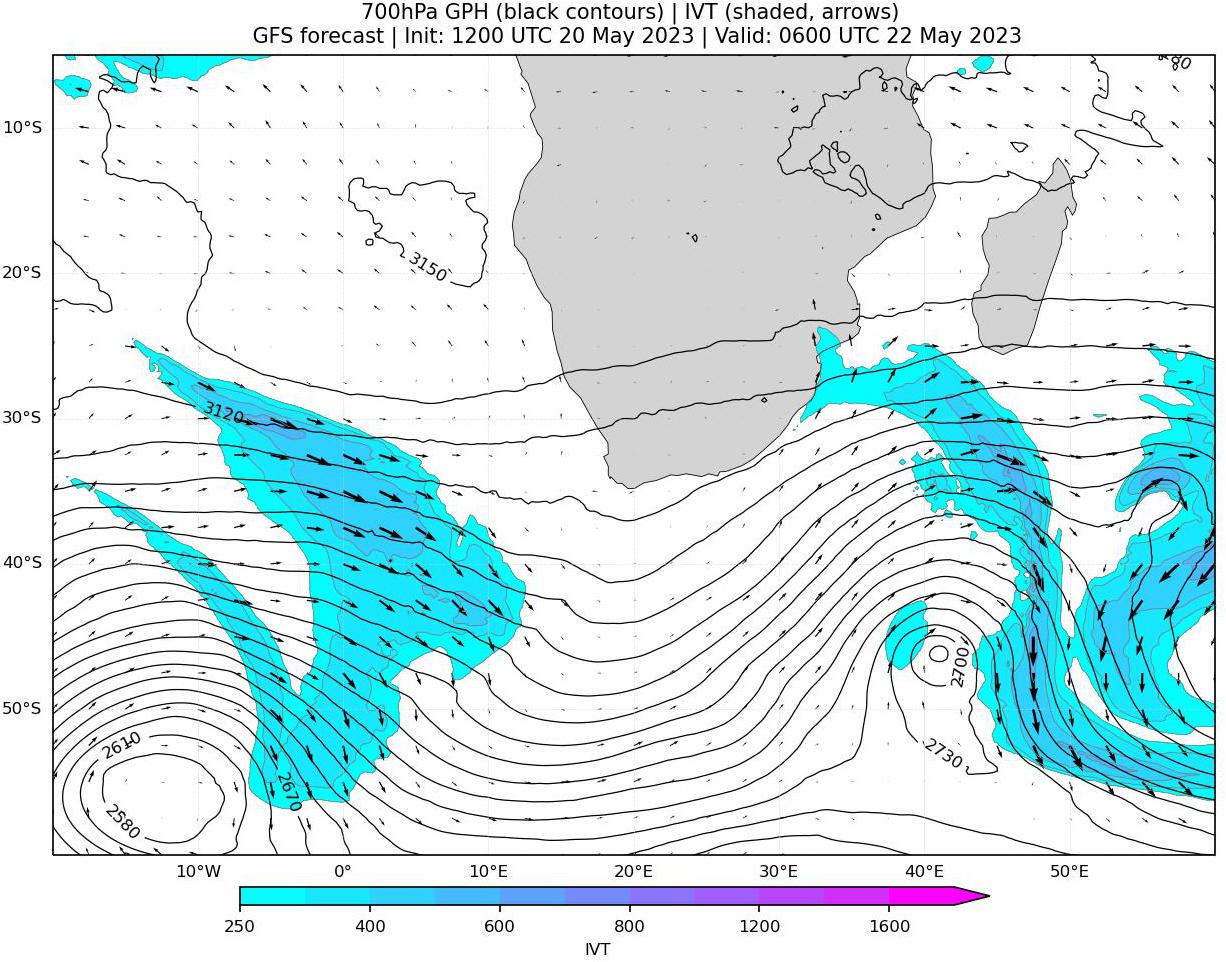 700hPa GPH (black contours) | IVT (shaded, arrows)
GFS forecast | Init: 1200 UTC 20 May 2023 | Valid: 0600 UTC 22 May 2023
10°S
20°S
30°S
40°S
50°S
3150
3120
2700
2730
2610
2580
2670
10°W 0° 10°E 20°E 30°E 40°E 50°E
250 400 600 800 1200 1600
IVT